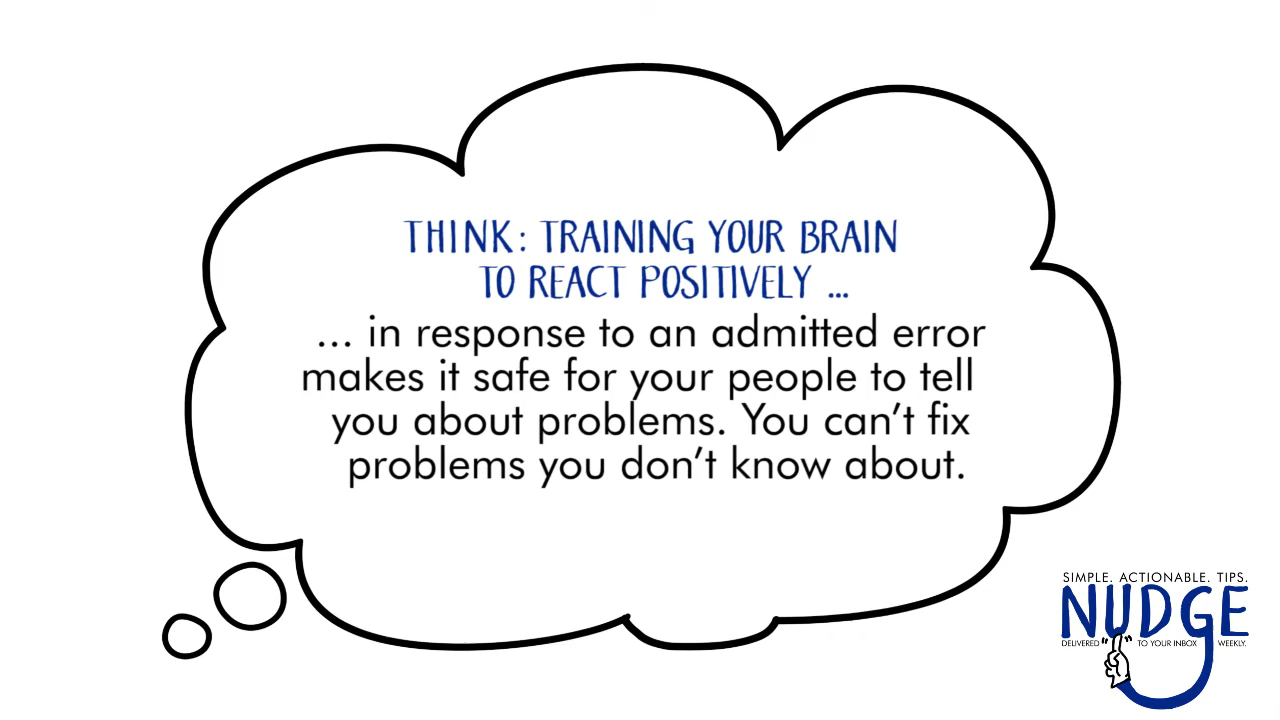 THINK: TRAINING YOUR BRAIN
TO REACT POSITIVELY ...
... in response to an admitted error
makes it safe for your people to tell
you about problems. You can't fix
problems you don't know about.
SIMPLE. ACTIONABLE. TIPS.
NUDGE
DELIVERED TO YOUR INBOX WEEKLY.